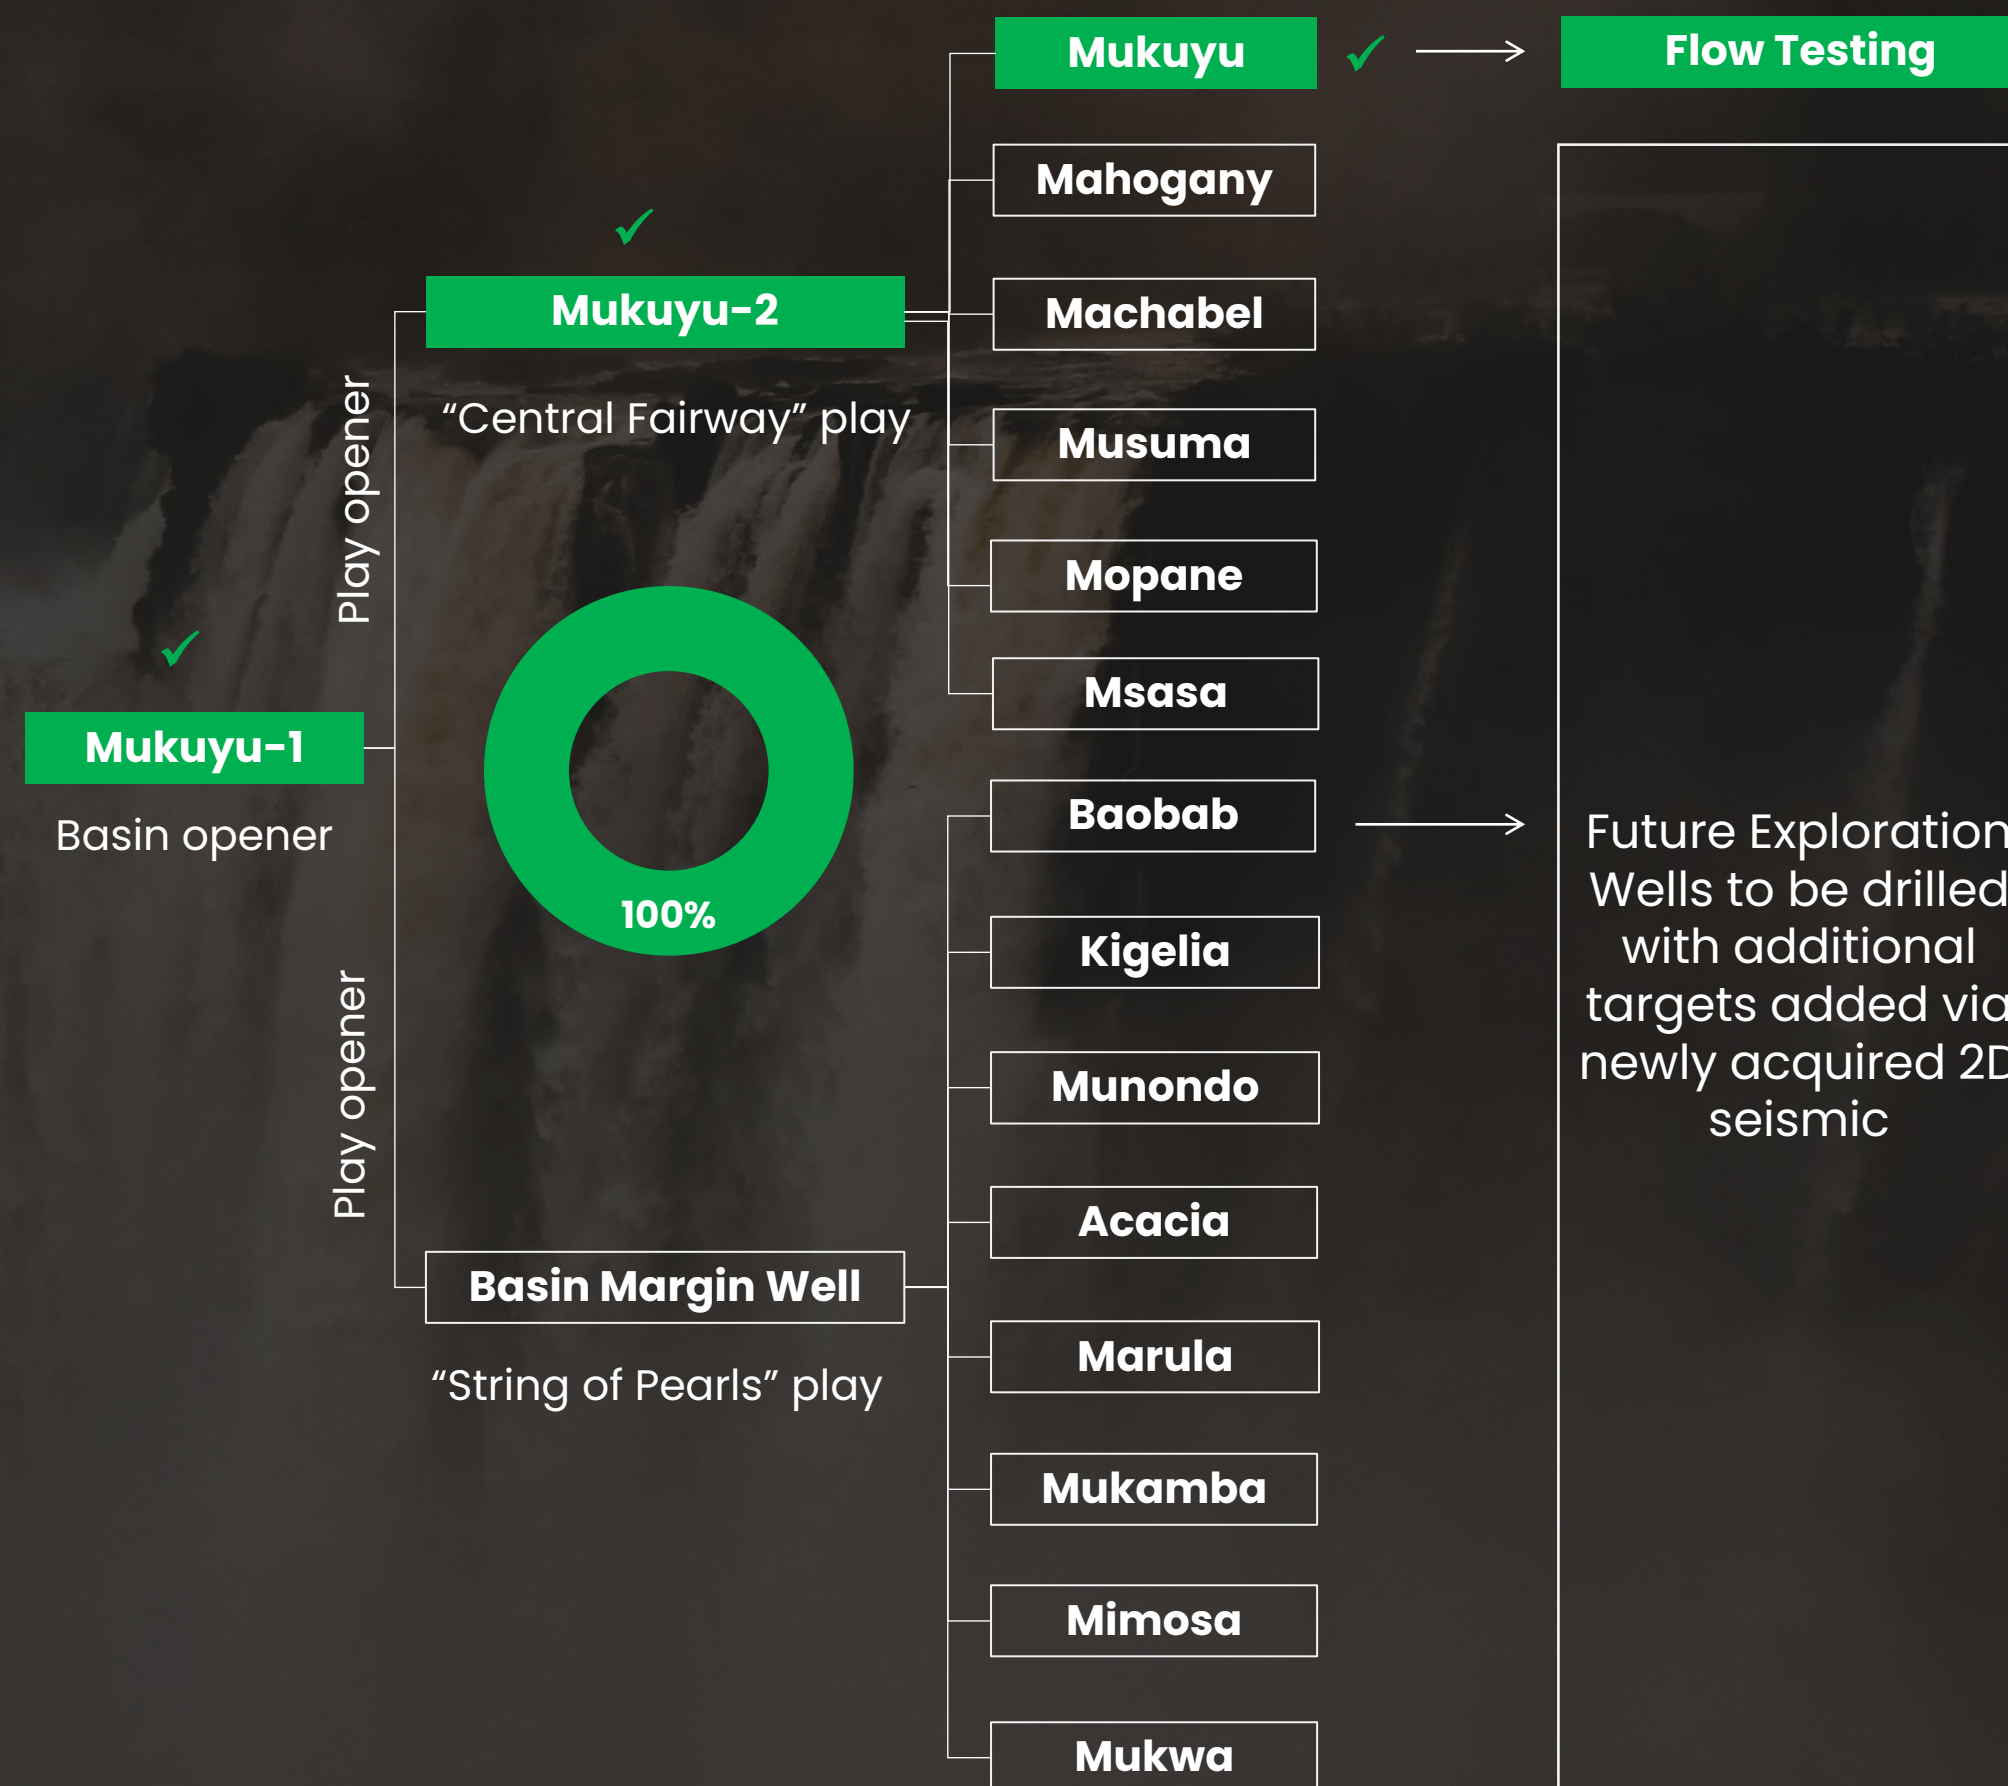 Mukuyu
Flow Testing
Mahogany
Mukuyu-2
Machabel
"Central Fairway" play
Musuma
Play opener
Mopane
Msasa
Mukuyu-1
Basin opener
100%
Baobab
Future Exploration
Wells to be drilled
with additional
targets added via
newly acquired 2D
seismic
Kigelia
Munondo
Play opener
Acacia
Basin Margin Well
"String of Pearls" play
Marula
Mukamba
Mimosa
Mukwa